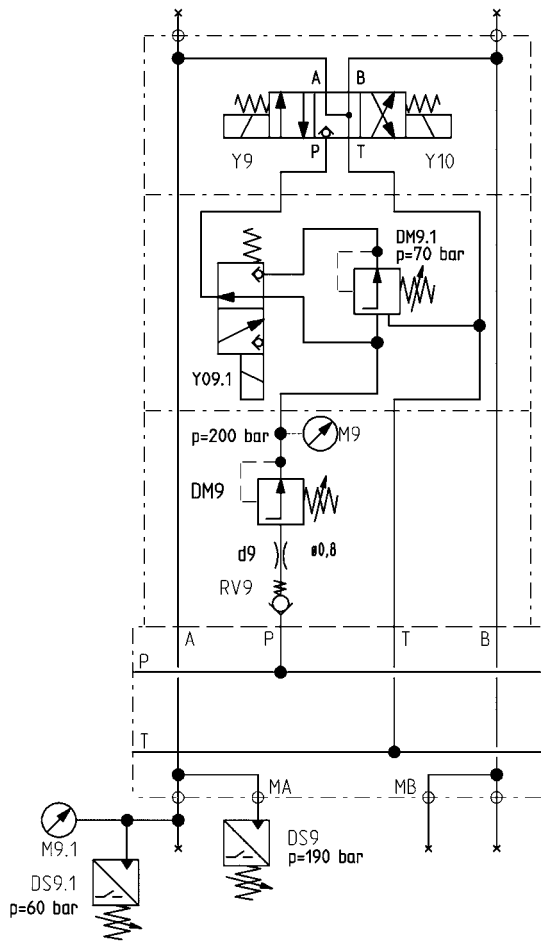 A B
P T
Y9 Y10
DM9.1
p=70 bar
Y09.1
p=200 bar M9
DM9
d9 ø0,8
RV9
A P T B
P
T
MA MB
M9.1
DS9
p=190 bar
DS9.1
p=60 bar